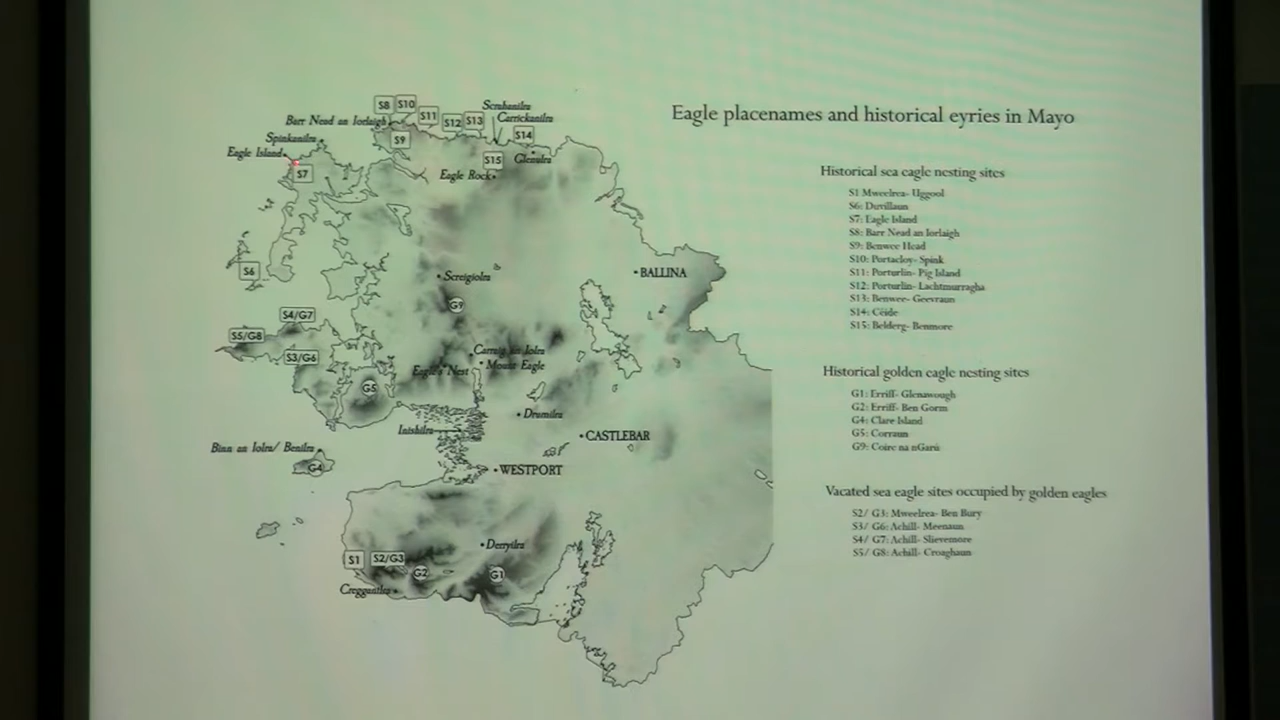 Eagle placenames and historical eyries in Mayo
Historical sea eagle nesting sites
S1 Mweelrea- Uggool
S6: Duvillaun
S7: Eagle Island
S8: Barr Nead an Iorlaigh
S9: Benwee Head
S10: Portacloy- Spink
S11: Porturlin- Pig Island
S12: Porturlin- Lachtmurragha
S13: Benwee- Geevraun
S14: Céide
S15: Belderg- Benmore
Historical golden eagle nesting sites
G1: Erriff- Glenawough
G2: Erriff- Ben Gorm
G4: Clare Island
G5: Corraun
G9: Coire na nGarú
Vacated sea eagle sites occupied by golden eagles
S2/ G3: Mweelrea- Ben Bury
S3/ G6: Achill- Meenaun
S4/ G7: Achill- Slievemore
S5/ G8: Achill- Croaghaun
S8
S10
S11
S12
S13
Scrahanilra
Carrickanilra
S14
Barr Nead an Iorlaigh
S9
Spinkanilra
Eagle Island
S7
S15
Glenulra
Eagle Rock
S6
Screigiolra
BALLINA
G9
S4/G7
S5/G8
S3/G6
Carraig an Iolra
Mount Eagle
Eagle's Nest
G5
Drumilra
Inishilra
CASTLEBAR
Binn an Iolra/ Benilra
G4
WESTPORT
Derryilra
S1
S2/G3
G2
G1
Cregganilra